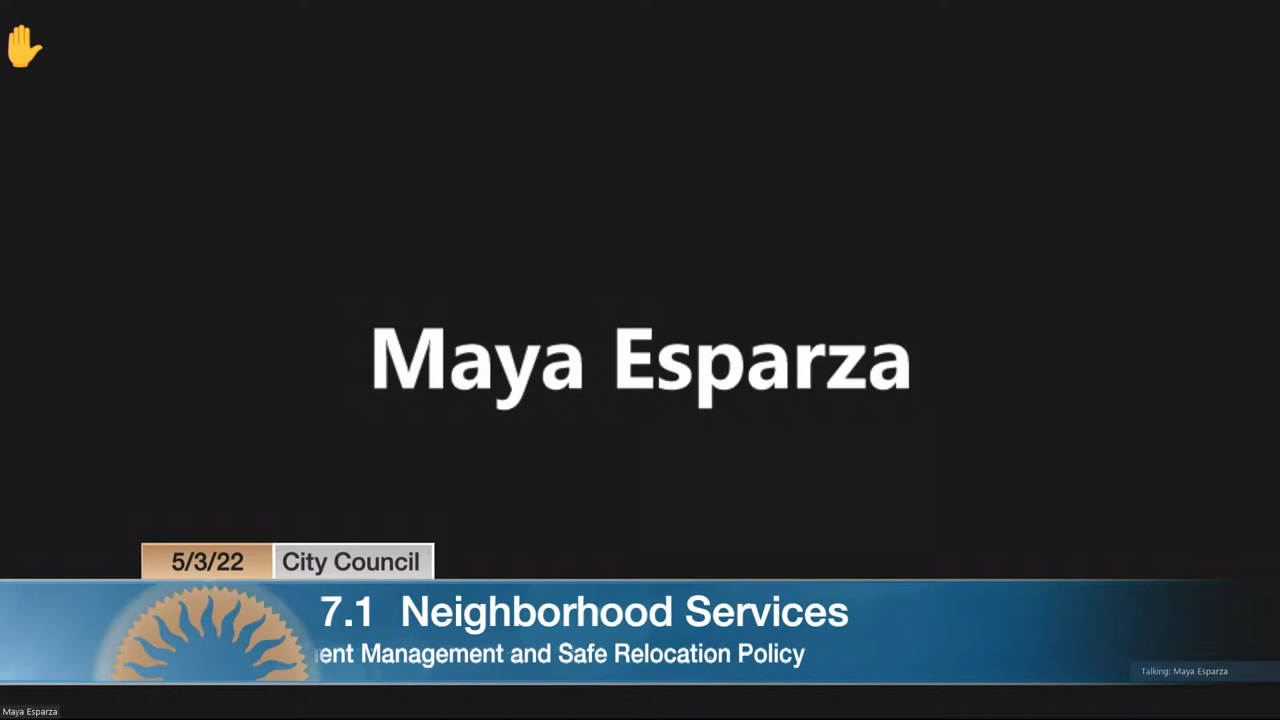 Maya Esparza
5/3/22 City Council
7.1 Neighborhood Services
Management and Safe Relocation Policy
Talking: Maya Esparza
Maya Esparza